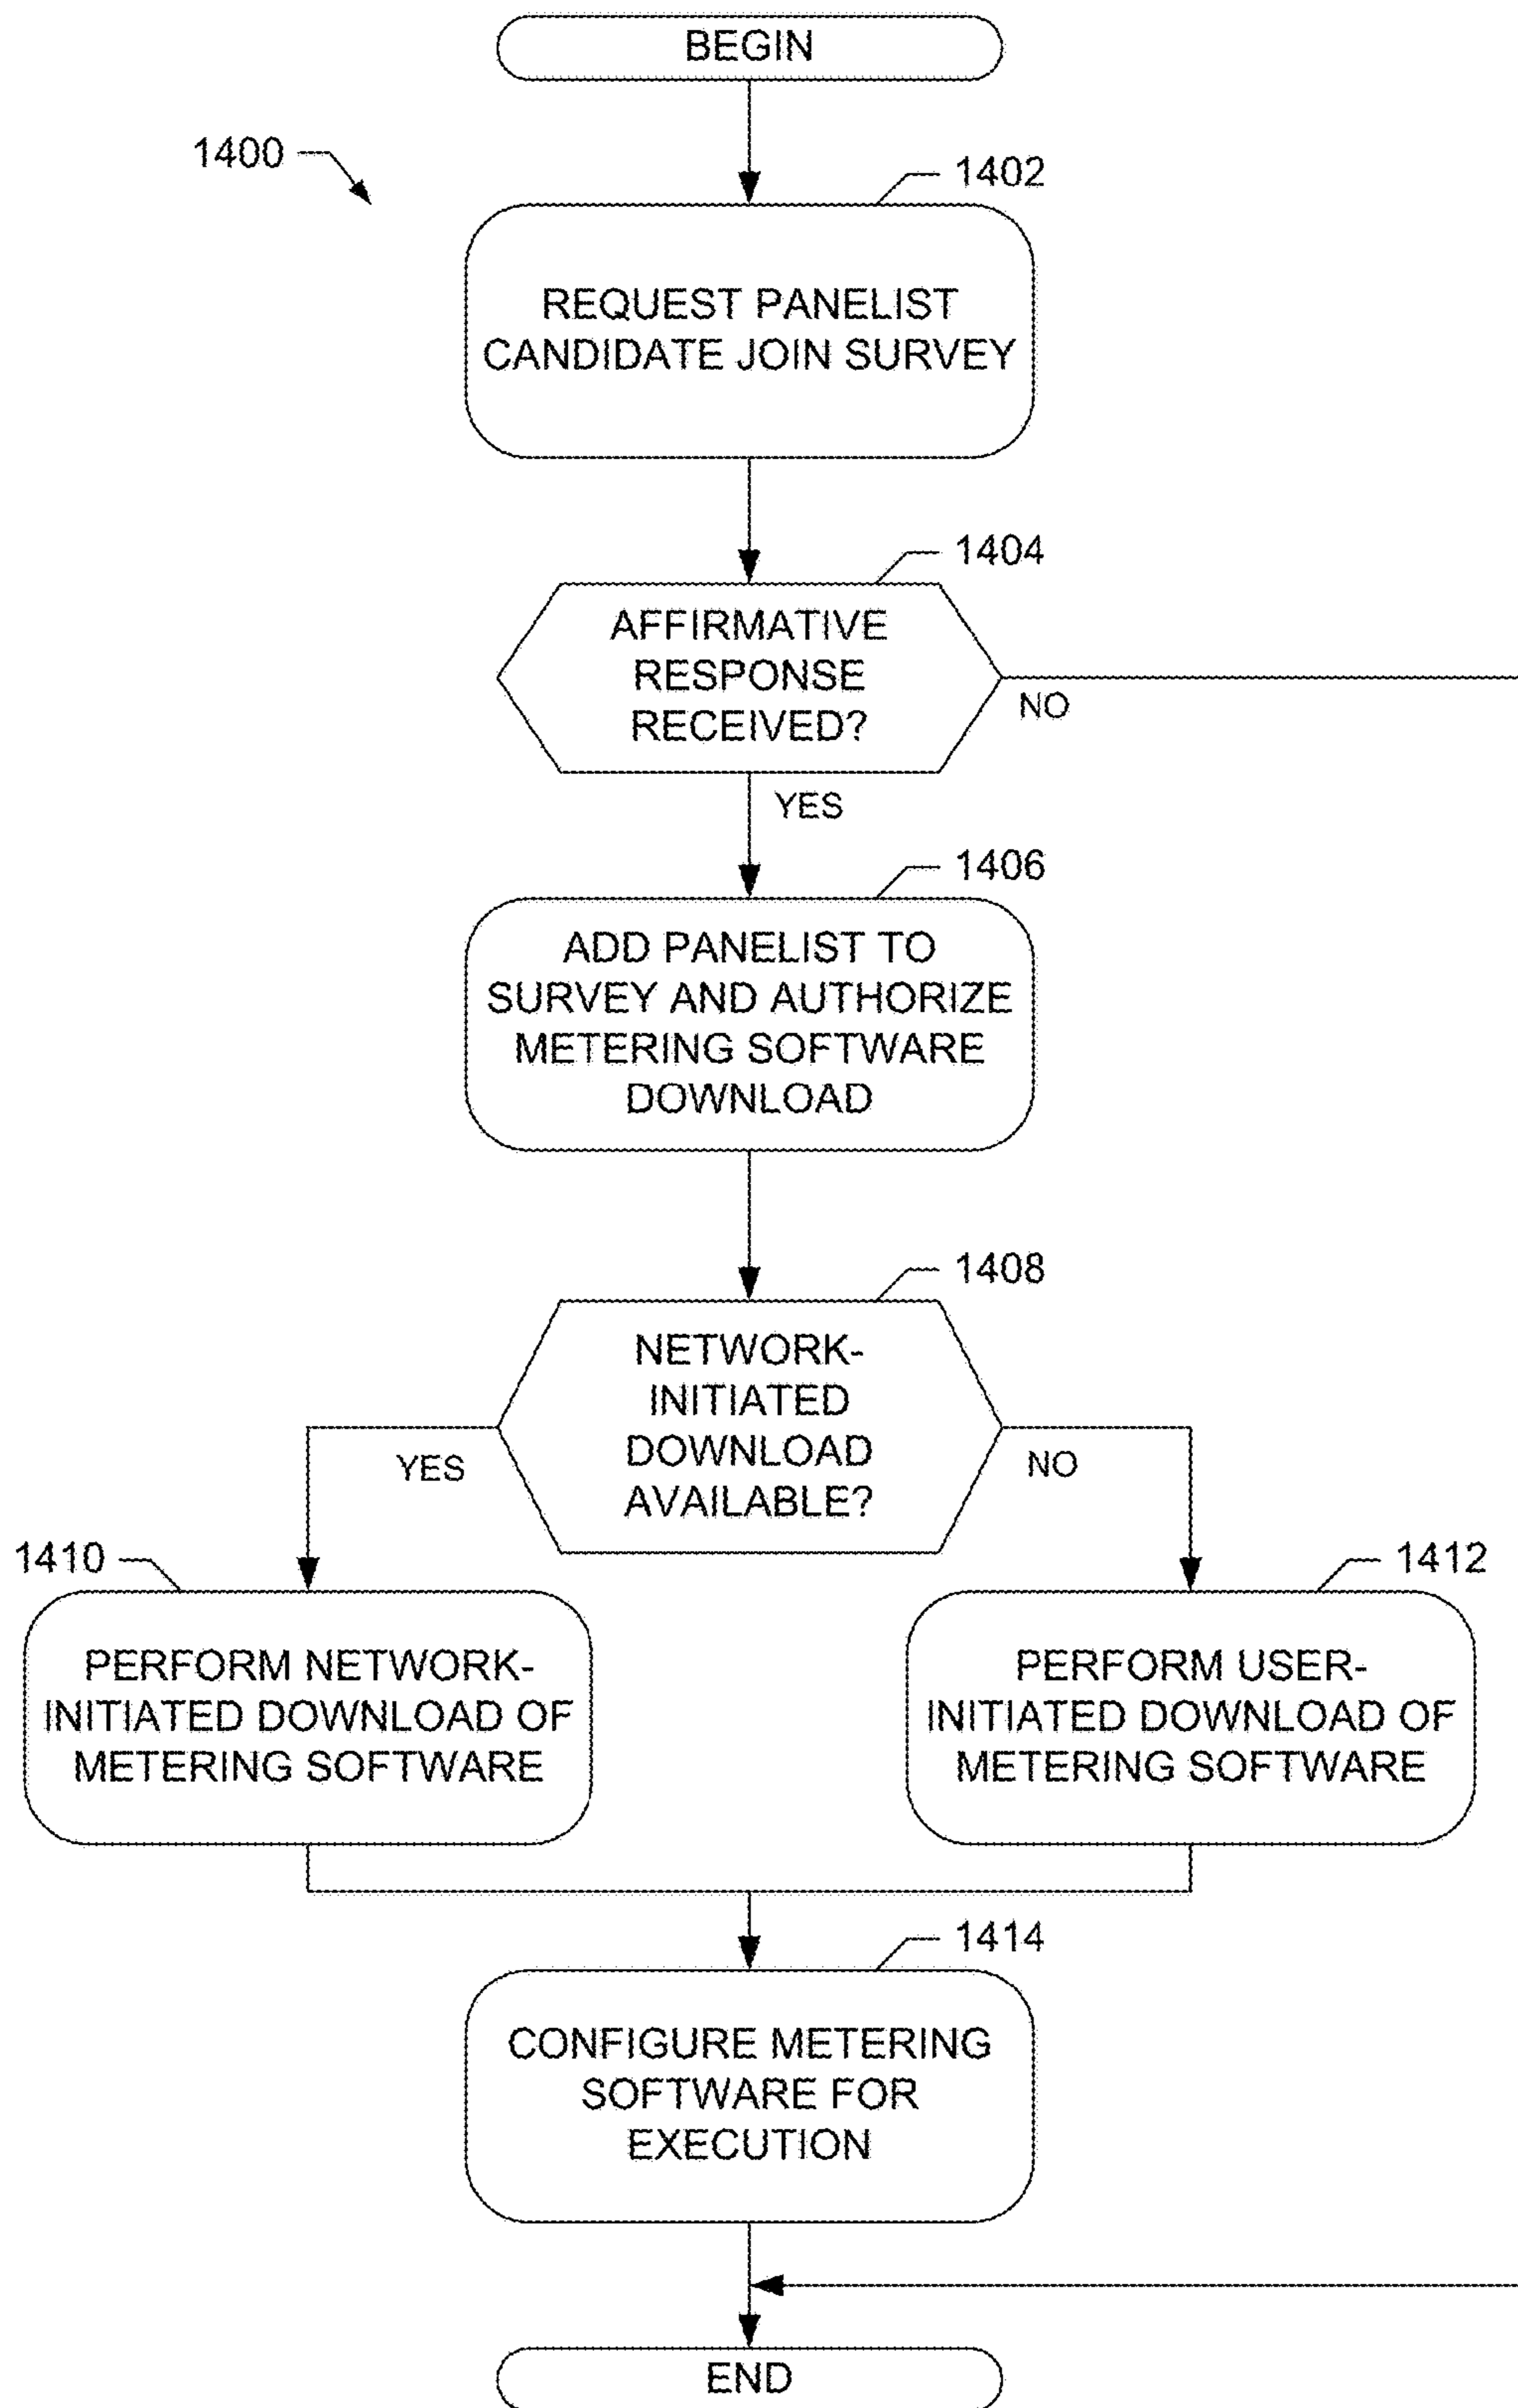 BEGIN
1400
1402
REQUEST PANELIST
CANDIDATE JOIN SURVEY
1404
AFFIRMATIVE
RESPONSE
RECEIVED?
NO
YES
1406
ADD PANELIST TO
SURVEY AND AUTHORIZE
METERING SOFTWARE
DOWNLOAD
1408
NETWORK-
INITIATED
DOWNLOAD
AVAILABLE?
YES
NO
1410
PERFORM NETWORK-
INITIATED DOWNLOAD OF
METERING SOFTWARE
1412
PERFORM USER-
INITIATED DOWNLOAD OF
METERING SOFTWARE
1414
CONFIGURE METERING
SOFTWARE FOR
EXECUTION
END